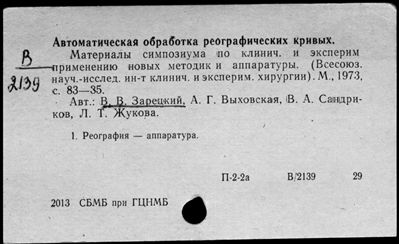 В
2139
Автоматическая обработка реографических кривых.
Материалы симпозиума по клинич. и эксперим
применению новых методик и аппаратуры. (Всесоюз.
науч.-исслед. ин-т клинич. и эксперим. хирургии). М., 1973,
с. 83—35.
Авт.: В. В. Зарецкий, А. Г. Выховская, В. А. Сандри-
ков, Л. Т. Жукова.
1. Реография — аппаратура.
П-2-2а В/2139 29
2013 СБМБ при ГЦНМБ